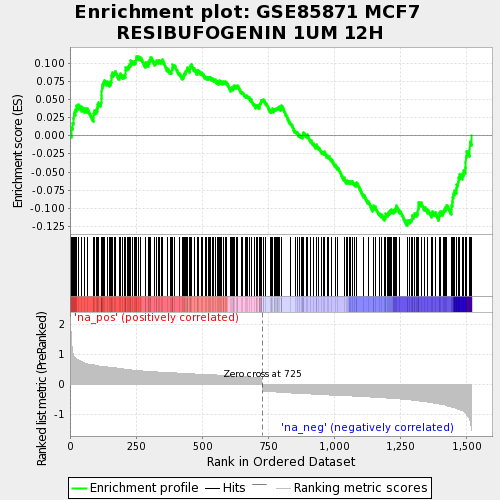 Enrichment plot: GSE85871 MCF7
RESIBUFOGENIN 1UM 12H
Enrichment score (ES)
0.100
0.075
0.050
0.025
0.000
-0.025
-0.050
-0.075
-0.100
-0.125
'na_pos' (positively correlated)
Ranked list metric (PreRanked)
2
1
0
-1
Zero cross at 725
'na_neg' (negatively correlated)
0
250
500
750
1,000
1,250
1,500
Rank in Ordered Dataset
Enrichment profile
Hits
Ranking metric scores